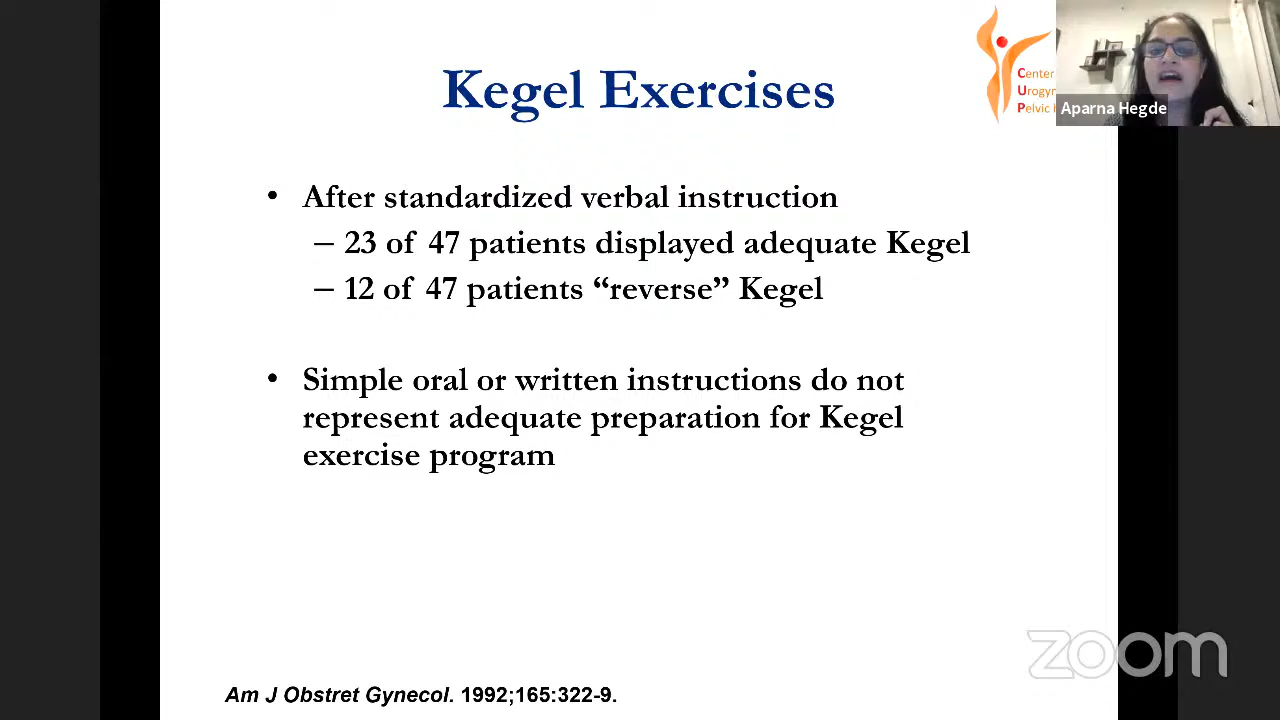 Kegel Exercises
Center
Urogyn
Pelvic H
Aparna Hegde
• After standardized verbal instruction
– 23 of 47 patients displayed adequate Kegel
– 12 of 47 patients “reverse” Kegel
• Simple oral or written instructions do not
represent adequate preparation for Kegel
exercise program
zoom
Am J Obstret Gynecol. 1992;165:322-9.